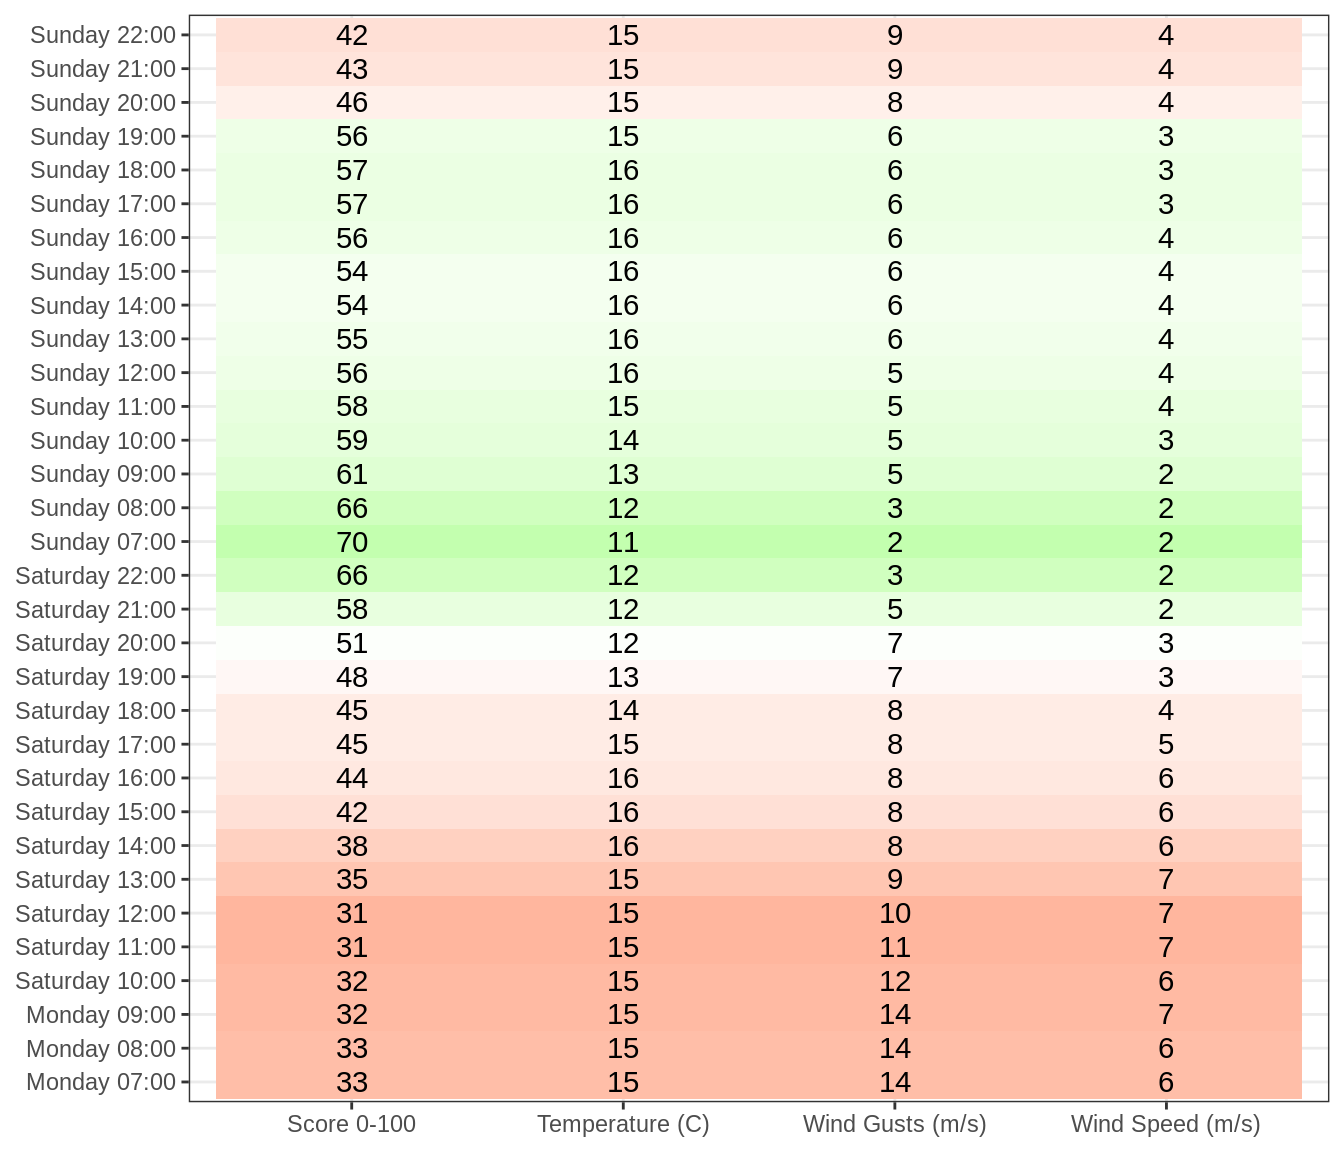 Sunday 22:00 42 15 9 4
Sunday 21:00 43 15 9 4
Sunday 20:00 46 15 8 4
Sunday 19:00 56 15 6 3
Sunday 18:00 57 16 6 3
Sunday 17:00 57 16 6 3
Sunday 16:00 56 16 6 4
Sunday 15:00 54 16 6 4
Sunday 14:00 54 16 6 4
Sunday 13:00 55 16 6 4
Sunday 12:00 56 16 5 4
Sunday 11:00 58 15 5 4
Sunday 10:00 59 14 5 3
Sunday 09:00 61 13 5 2
Sunday 08:00 66 12 3 2
Sunday 07:00 70 11 2 2
Saturday 22:00 66 12 3 2
Saturday 21:00 58 12 5 2
Saturday 20:00 51 12 7 3
Saturday 19:00 48 13 7 3
Saturday 18:00 45 14 8 4
Saturday 17:00 45 15 8 5
Saturday 16:00 44 16 8 6
Saturday 15:00 42 16 8 6
Saturday 14:00 38 16 8 6
Saturday 13:00 35 15 9 7
Saturday 12:00 31 15 10 7
Saturday 11:00 31 15 11 7
Saturday 10:00 32 15 12 6
Monday 09:00 32 15 14 7
Monday 08:00 33 15 14 6
Monday 07:00 33 15 14 6
Score 0-100 Temperature (C) Wind Gusts (m/s) Wind Speed (m/s)